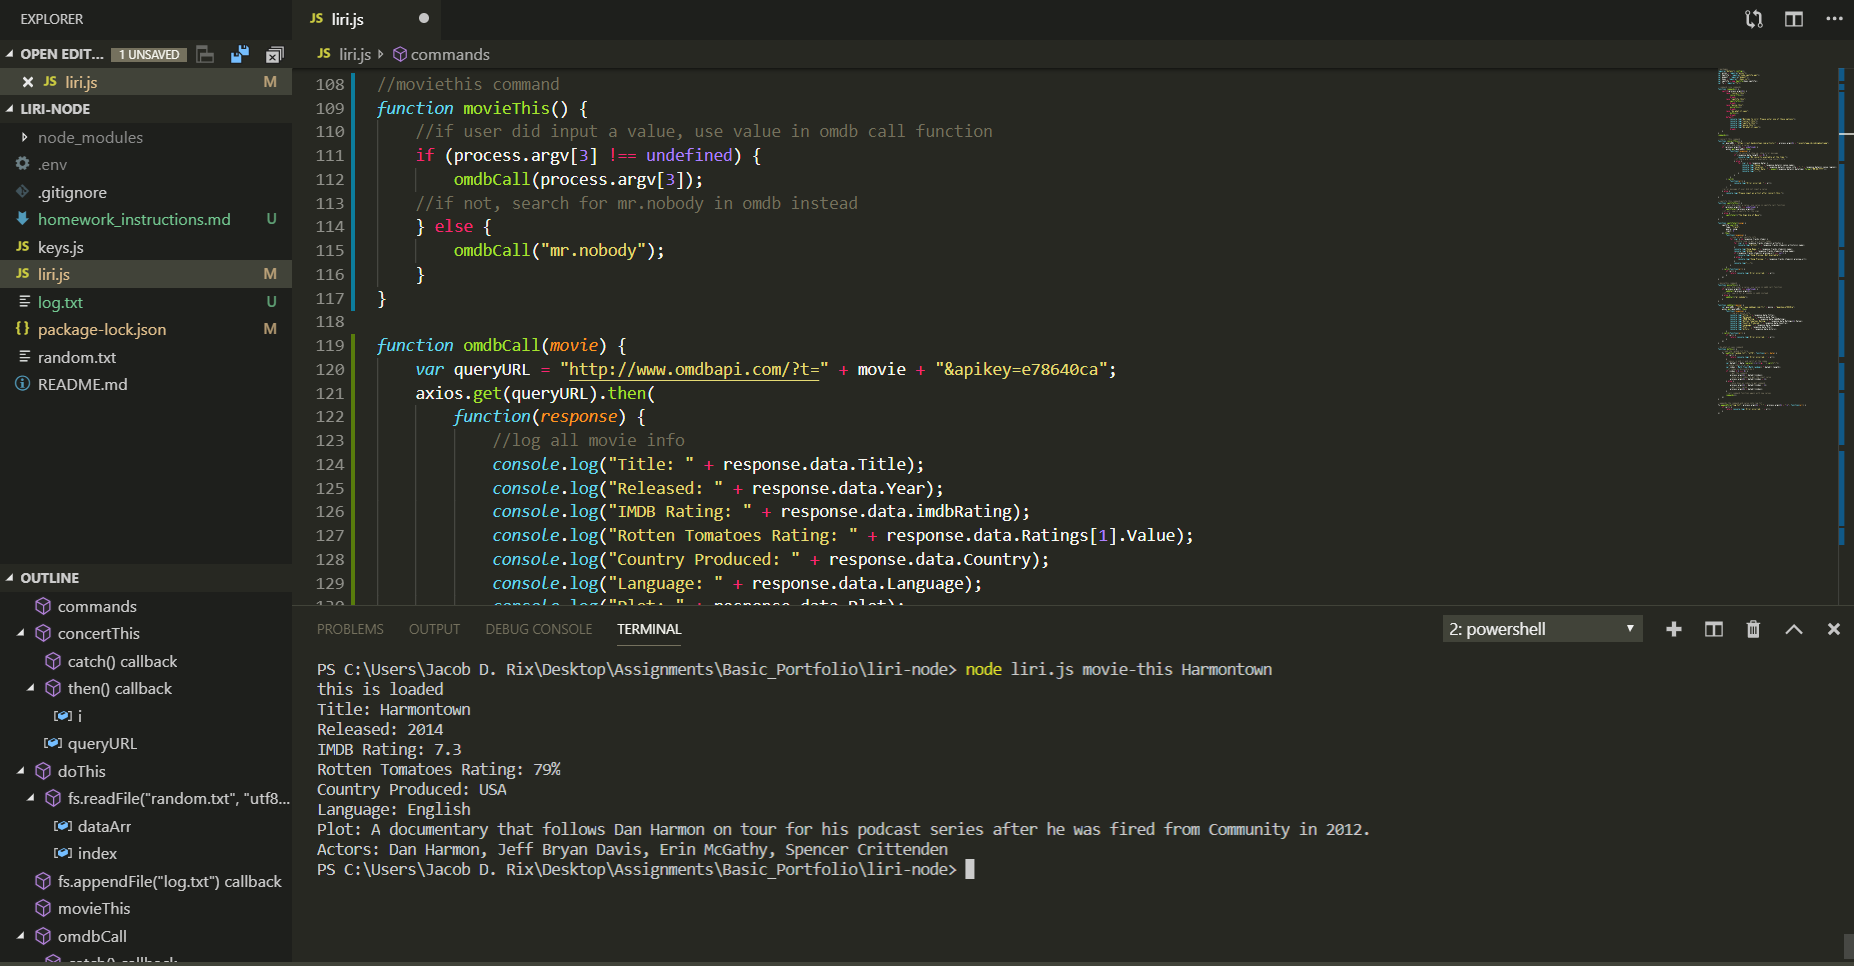 EXPLORER
OPEN EDIT... 1 UNSAVED
JS liri.js M
LIRI-NODE
node_modules
.env
.gitignore
homework_instructions.md U
JS keys.js
JS liri.js M
log.txt U
{} package-lock.json M
random.txt
README.md
OUTLINE
commands
concertThis
catch() callback
then() callback
i
queryURL
doThis
fs.readFile("random.txt", "utf8...
dataArr
index
fs.appendFile("log.txt") callback
movieThis
omdbCall
catch() callback
JS liri.js
JS liri.js commands
108 //moviethis command
109 function movieThis() {
110 //if user did input a value, use value in omdb call function
111 if (process.argv[3] !== undefined) {
112 omdbCall(process.argv[3]);
113 //if not, search for mr.nobody in omdb instead
114 } else {
115 omdbCall("mr.nobody");
116 }
117 }
118
119 function omdbCall(movie) {
120 var queryURL = "http://www.omdbapi.com/?t=" + movie + "&apikey=e78640ca";
121 axios.get(queryURL).then(
122 function(response) {
123 //log all movie info
124 console.log("Title: " + response.data.Title);
125 console.log("Released: " + response.data.Year);
126 console.log("IMDB Rating: " + response.data.imdbRating);
127 console.log("Rotten Tomatoes Rating: " + response.data.Ratings[1].Value);
128 console.log("Country Produced: " + response.data.Country);
129 console.log("Language: " + response.data.Language);
130 console.log("Plot: " + response.data.Plot);
PROBLEMS OUTPUT DEBUG CONSOLE TERMINAL 2: powershell
PS C:\Users\Jacob D. Rix\Desktop\Assignments\Basic_Portfolio\liri-node> node liri.js movie-this Harmontown
this is loaded
Title: Harmontown
Released: 2014
IMDB Rating: 7.3
Rotten Tomatoes Rating: 79%
Country Produced: USA
Language: English
Plot: A documentary that follows Dan Harmon on tour for his podcast series after he was fired from Community in 2012.
Actors: Dan Harmon, Jeff Bryan Davis, Erin McGathy, Spencer Crittenden
PS C:\Users\Jacob D. Rix\Desktop\Assignments\Basic_Portfolio\liri-node>